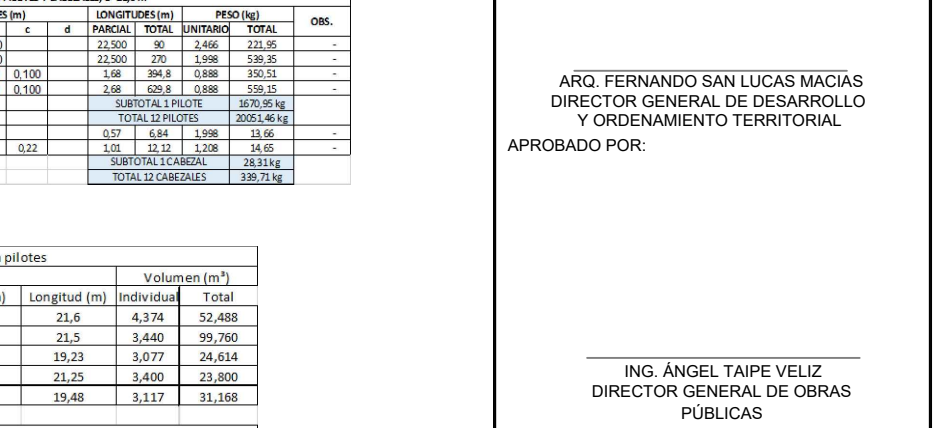 ES (m) LONGITUDES (m) PESO (kg) OBS.
c d PARCIAL TOTAL UNITARIO TOTAL
22,500 90 2,466 221,95 -
22,500 270 1,998 539,35 -
0,100 1,68 394,8 0,888 350,51 -
0,100 2,68 629,8 0,888 559,15 -
SUBTOTAL 1 PILOTE 1670,95 kg
TOTAL 12 PILOTES 20051,46 kg
0,57 6,84 1,998 13,66 -
0,22 1,01 12,12 1,208 14,65 -
SUBTOTAL 1 CABEZAL 28,31 kg
TOTAL 12 CABEZALES 339,71 kg
pilotes
Volumen (m³)
) Longitud (m) Individual Total
21,6 4,374 52,488
21,5 3,440 99,760
19,23 3,077 24,614
21,25 3,400 23,800
19,48 3,117 31,168
ARQ. FERNANDO SAN LUCAS MACIAS
DIRECTOR GENERAL DE DESARROLLO
Y ORDENAMIENTO TERRITORIAL
APROBADO POR:
ING. ÁNGEL TAIPE VELIZ
DIRECTOR GENERAL DE OBRAS
PÚBLICAS